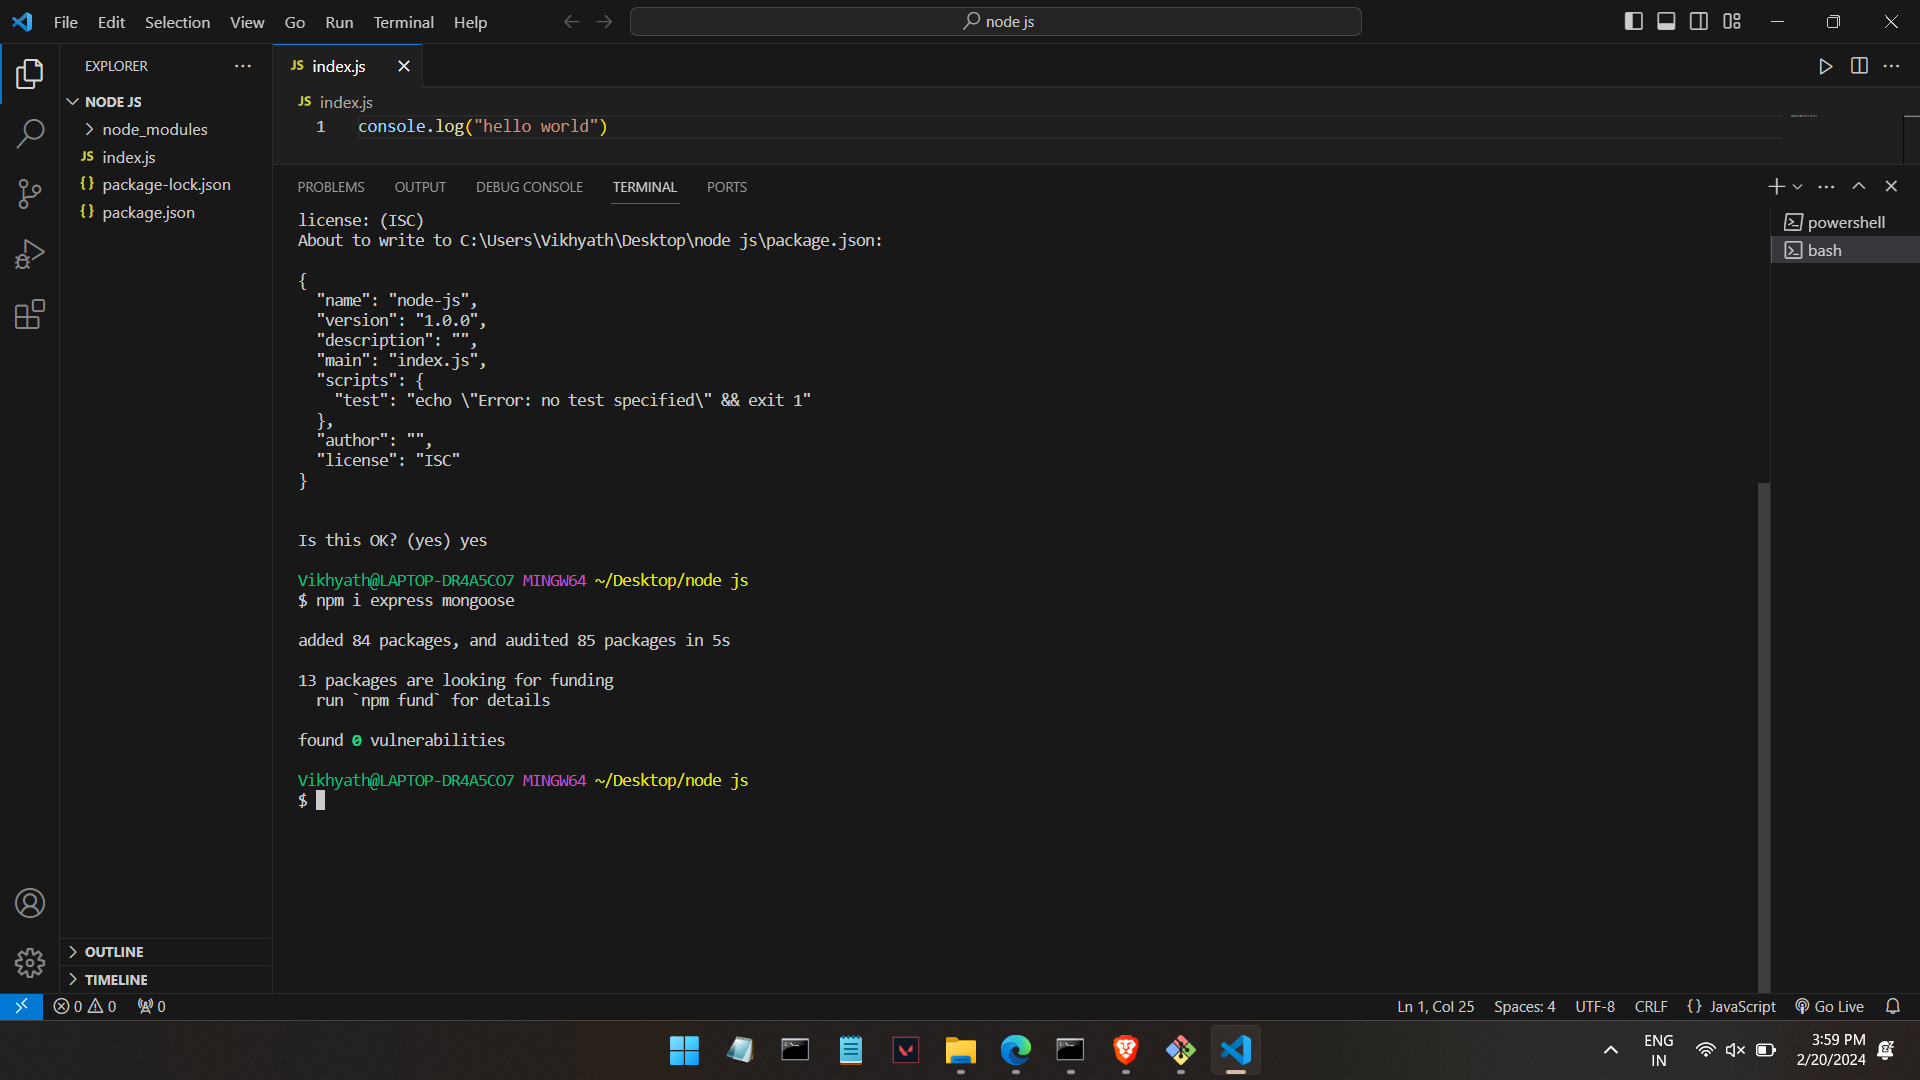 File Edit Selection View Go Run Terminal Help
node js
EXPLORER
NODE JS
node_modules
JS index.js
{} package-lock.json
{} package.json
OUTLINE
TIMELINE
JS index.js
JS index.js
1 console.log("hello world")
PROBLEMS OUTPUT DEBUG CONSOLE TERMINAL PORTS
powershell
bash
license: (ISC)
About to write to C:\Users\Vikhyath\Desktop\node js\package.json:
{
"name": "node-js",
"version": "1.0.0",
"description": "",
"main": "index.js",
"scripts": {
"test": "echo \"Error: no test specified\" && exit 1"
},
"author": "",
"license": "ISC"
}
Is this OK? (yes) yes
Vikhyath@LAPTOP-DR4A5CO7 MINGW64 ~/Desktop/node js
$ npm i express mongoose
added 84 packages, and audited 85 packages in 5s
13 packages are looking for funding
run `npm fund` for details
found 0 vulnerabilities
Vikhyath@LAPTOP-DR4A5CO7 MINGW64 ~/Desktop/node js
$
0 0 0
Ln 1, Col 25 Spaces: 4 UTF-8 CRLF {} JavaScript Go Live
ENG
IN
3:59 PM
2/20/2024